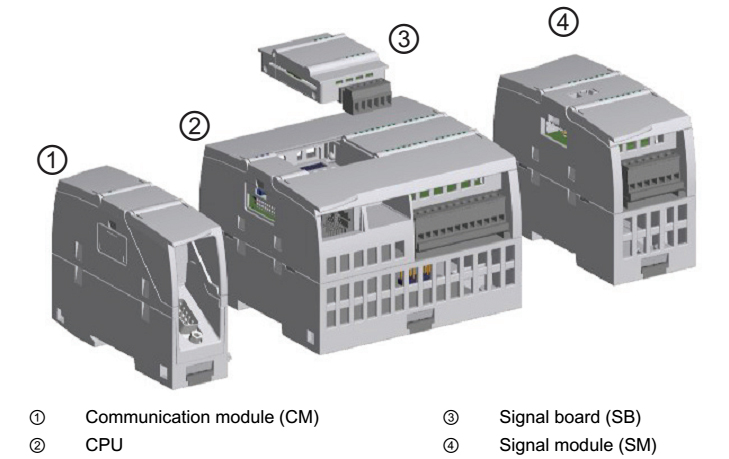 ③
④
②
①
① Communication module (CM) ③ Signal board (SB)
② CPU ④ Signal module (SM)